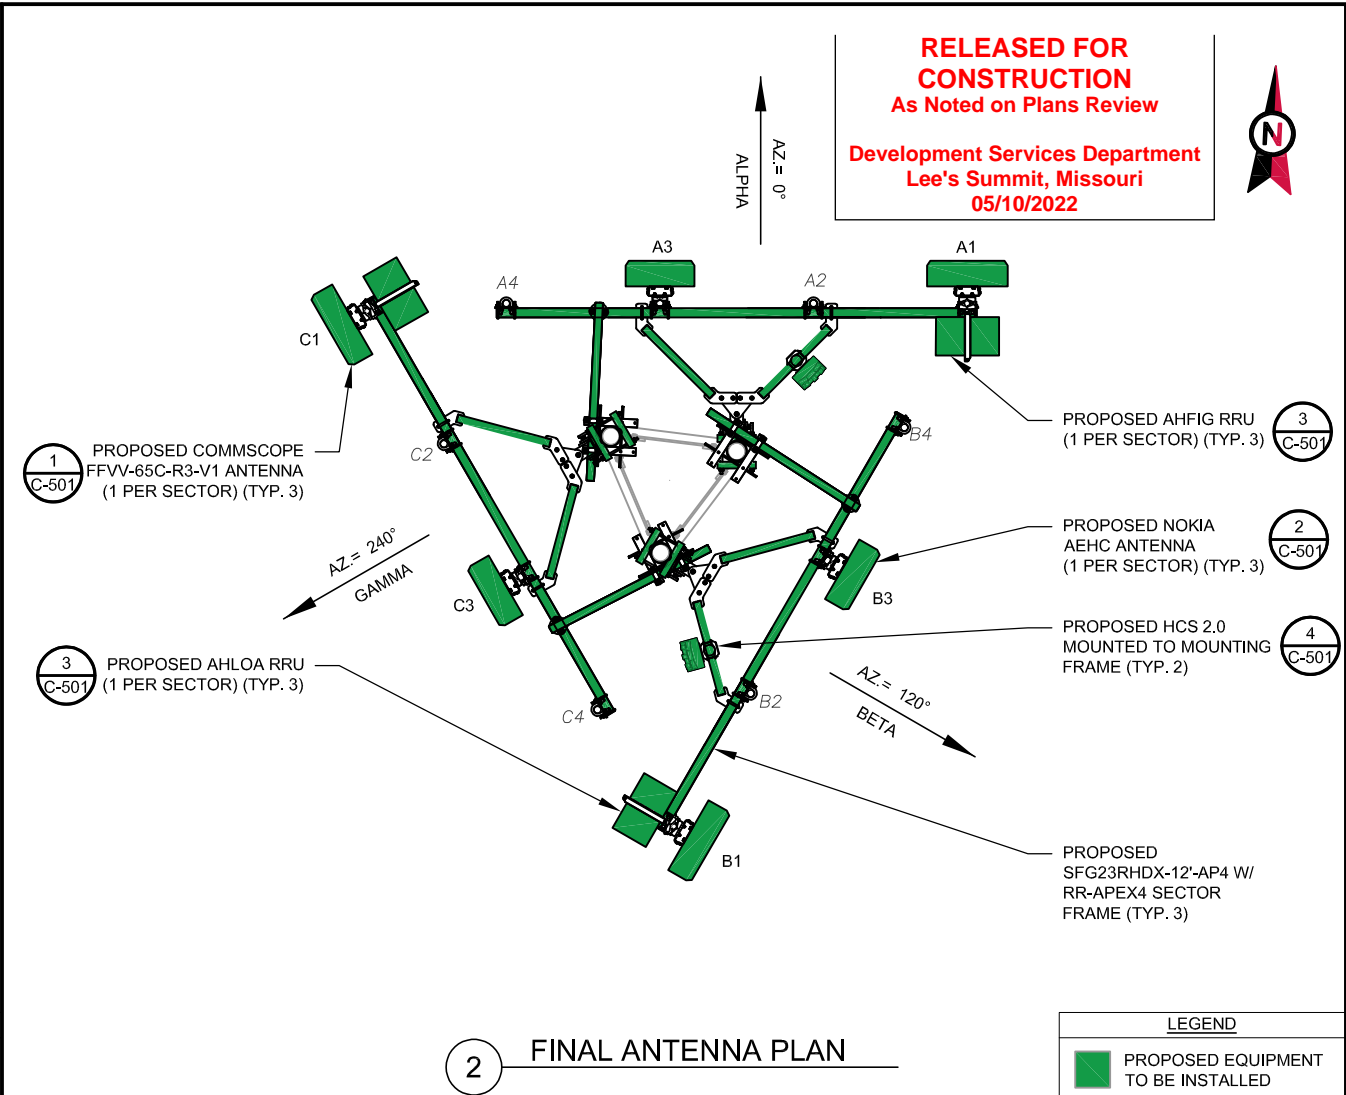 RELEASED FOR
CONSTRUCTION
As Noted on Plans Review
Development Services Department
Lee's Summit, Missouri
05/10/2022
N
AZ.= 0°
ALPHA
A3
A1
A4
A2
C1
C2
B4
PROPOSED AHFIG RRU
(1 PER SECTOR) (TYP. 3)
3
C-501
1
C-501
PROPOSED COMMSCOPE
FFVV-65C-R3-V1 ANTENNA
(1 PER SECTOR) (TYP. 3)
PROPOSED NOKIA
AEHC ANTENNA
(1 PER SECTOR) (TYP. 3)
2
C-501
AZ.= 240°
GAMMA
C3
B3
PROPOSED HCS 2.0
MOUNTED TO MOUNTING
FRAME (TYP. 2)
4
C-501
3
C-501
PROPOSED AHLOA RRU
(1 PER SECTOR) (TYP. 3)
C4
B2
AZ.= 120°
BETA
B1
PROPOSED
SFG23RHDX-12'-AP4 W/
RR-APEX4 SECTOR
FRAME (TYP. 3)
2
FINAL ANTENNA PLAN
LEGEND
PROPOSED EQUIPMENT
TO BE INSTALLED